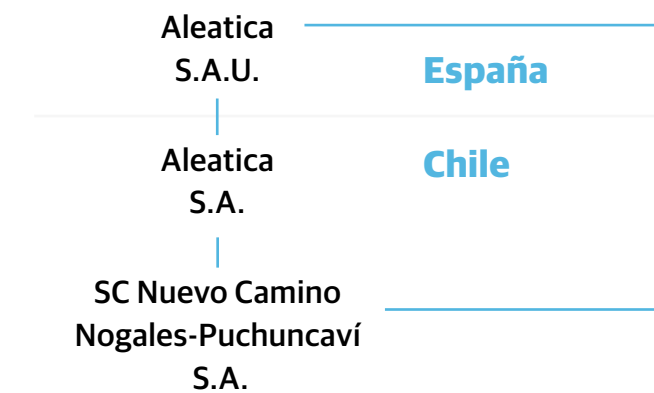 Aleatica
S.A.U.
España
Aleatica
S.A.
Chile
SC Nuevo Camino
Nogales-Puchuncaví
S.A.